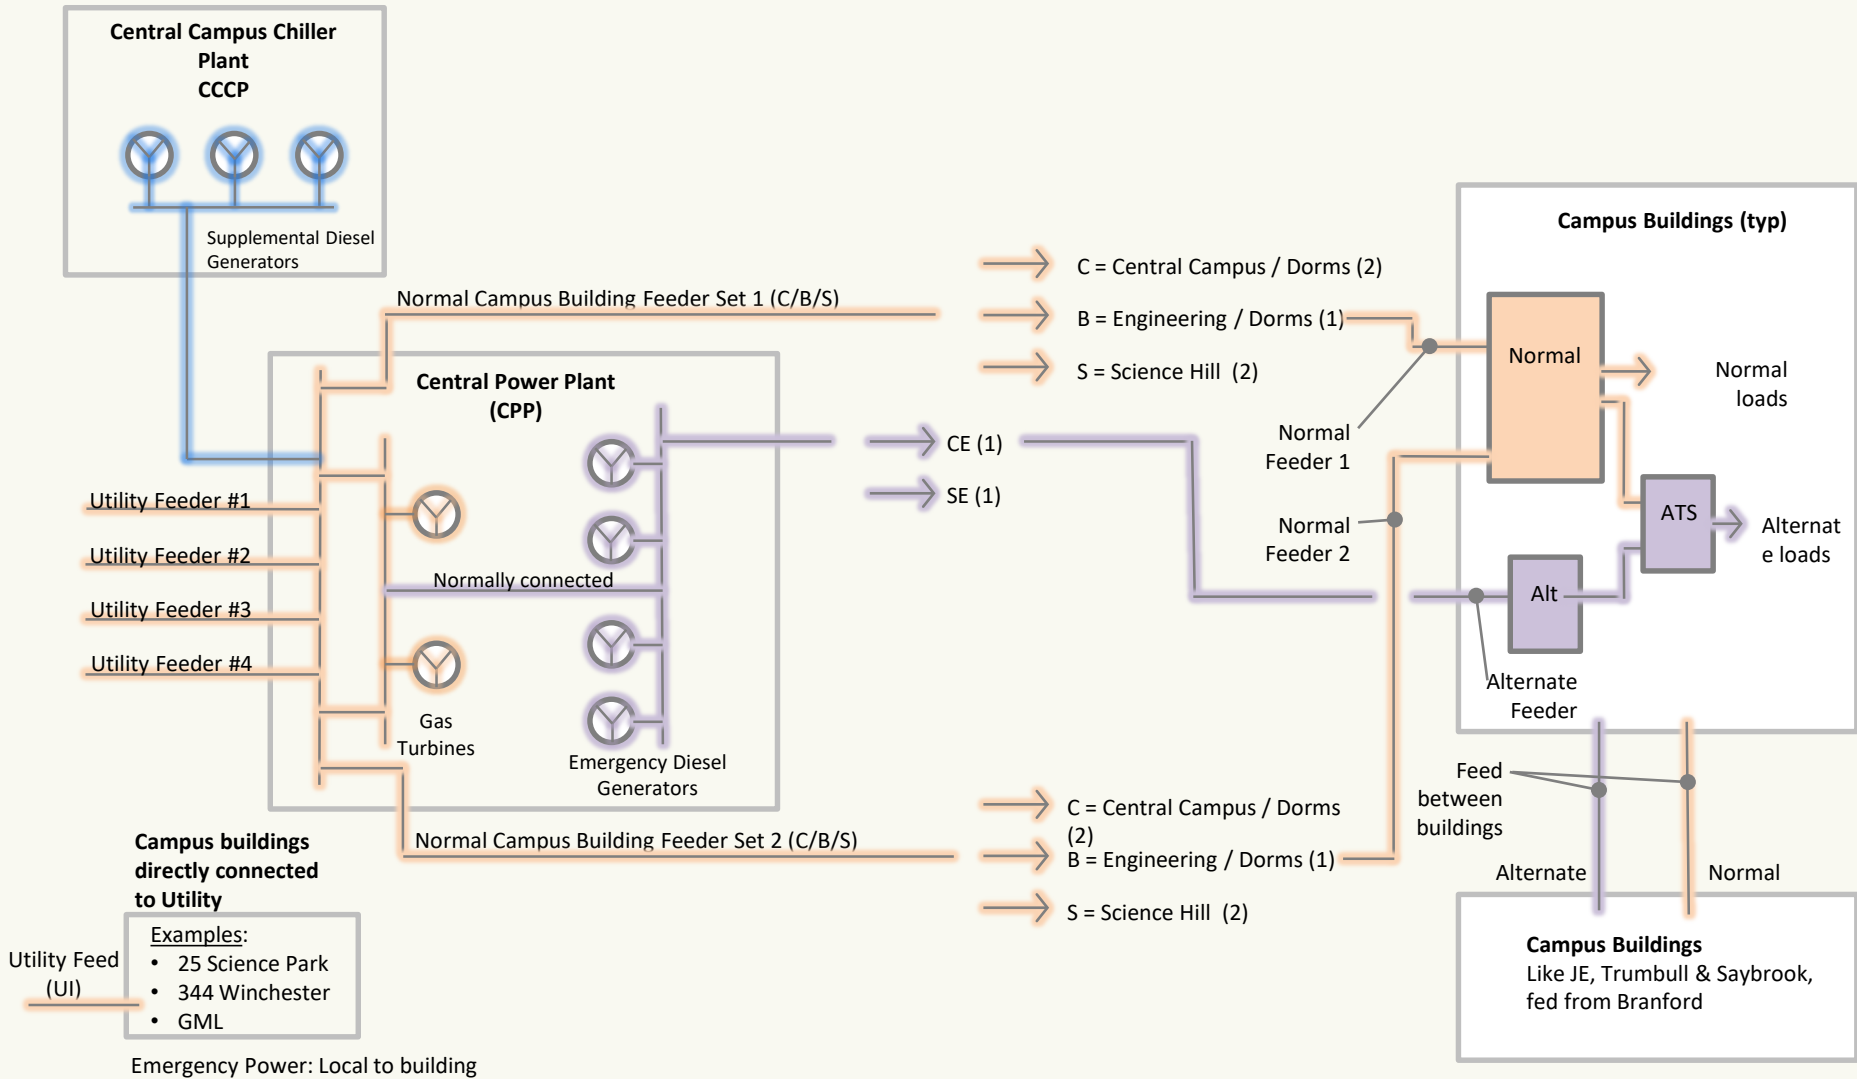 Central Campus Chiller
Plant
CCCP
Supplemental Diesel
Generators
Normal Campus Building Feeder Set 1 (C/B/S)
C = Central Campus / Dorms (2)
B = Engineering / Dorms (1)
S = Science Hill  (2)
Campus Buildings (typ)
Normal
Normal
loads
Normal
Feeder 1
Central Power Plant
(CPP)
CE (1)
SE (1)
Utility Feeder #1
Utility Feeder #2
Utility Feeder #3
Utility Feeder #4
Normally connected
Gas
Turbines
Emergency Diesel
Generators
Normal
Feeder 2
ATS
Alternat
e loads
Alt
Alternate
Feeder
Feed
between
buildings
Alternate
Normal
Normal Campus Building Feeder Set 2 (C/B/S)
C = Central Campus / Dorms
(2)
B = Engineering / Dorms (1)
S = Science Hill  (2)
Campus buildings
directly connected
to Utility
Utility Feed
(UI)
Examples:
• 25 Science Park
• 344 Winchester
• GML
Emergency Power: Local to building
Campus Buildings
Like JE, Trumbull & Saybrook,
fed from Branford